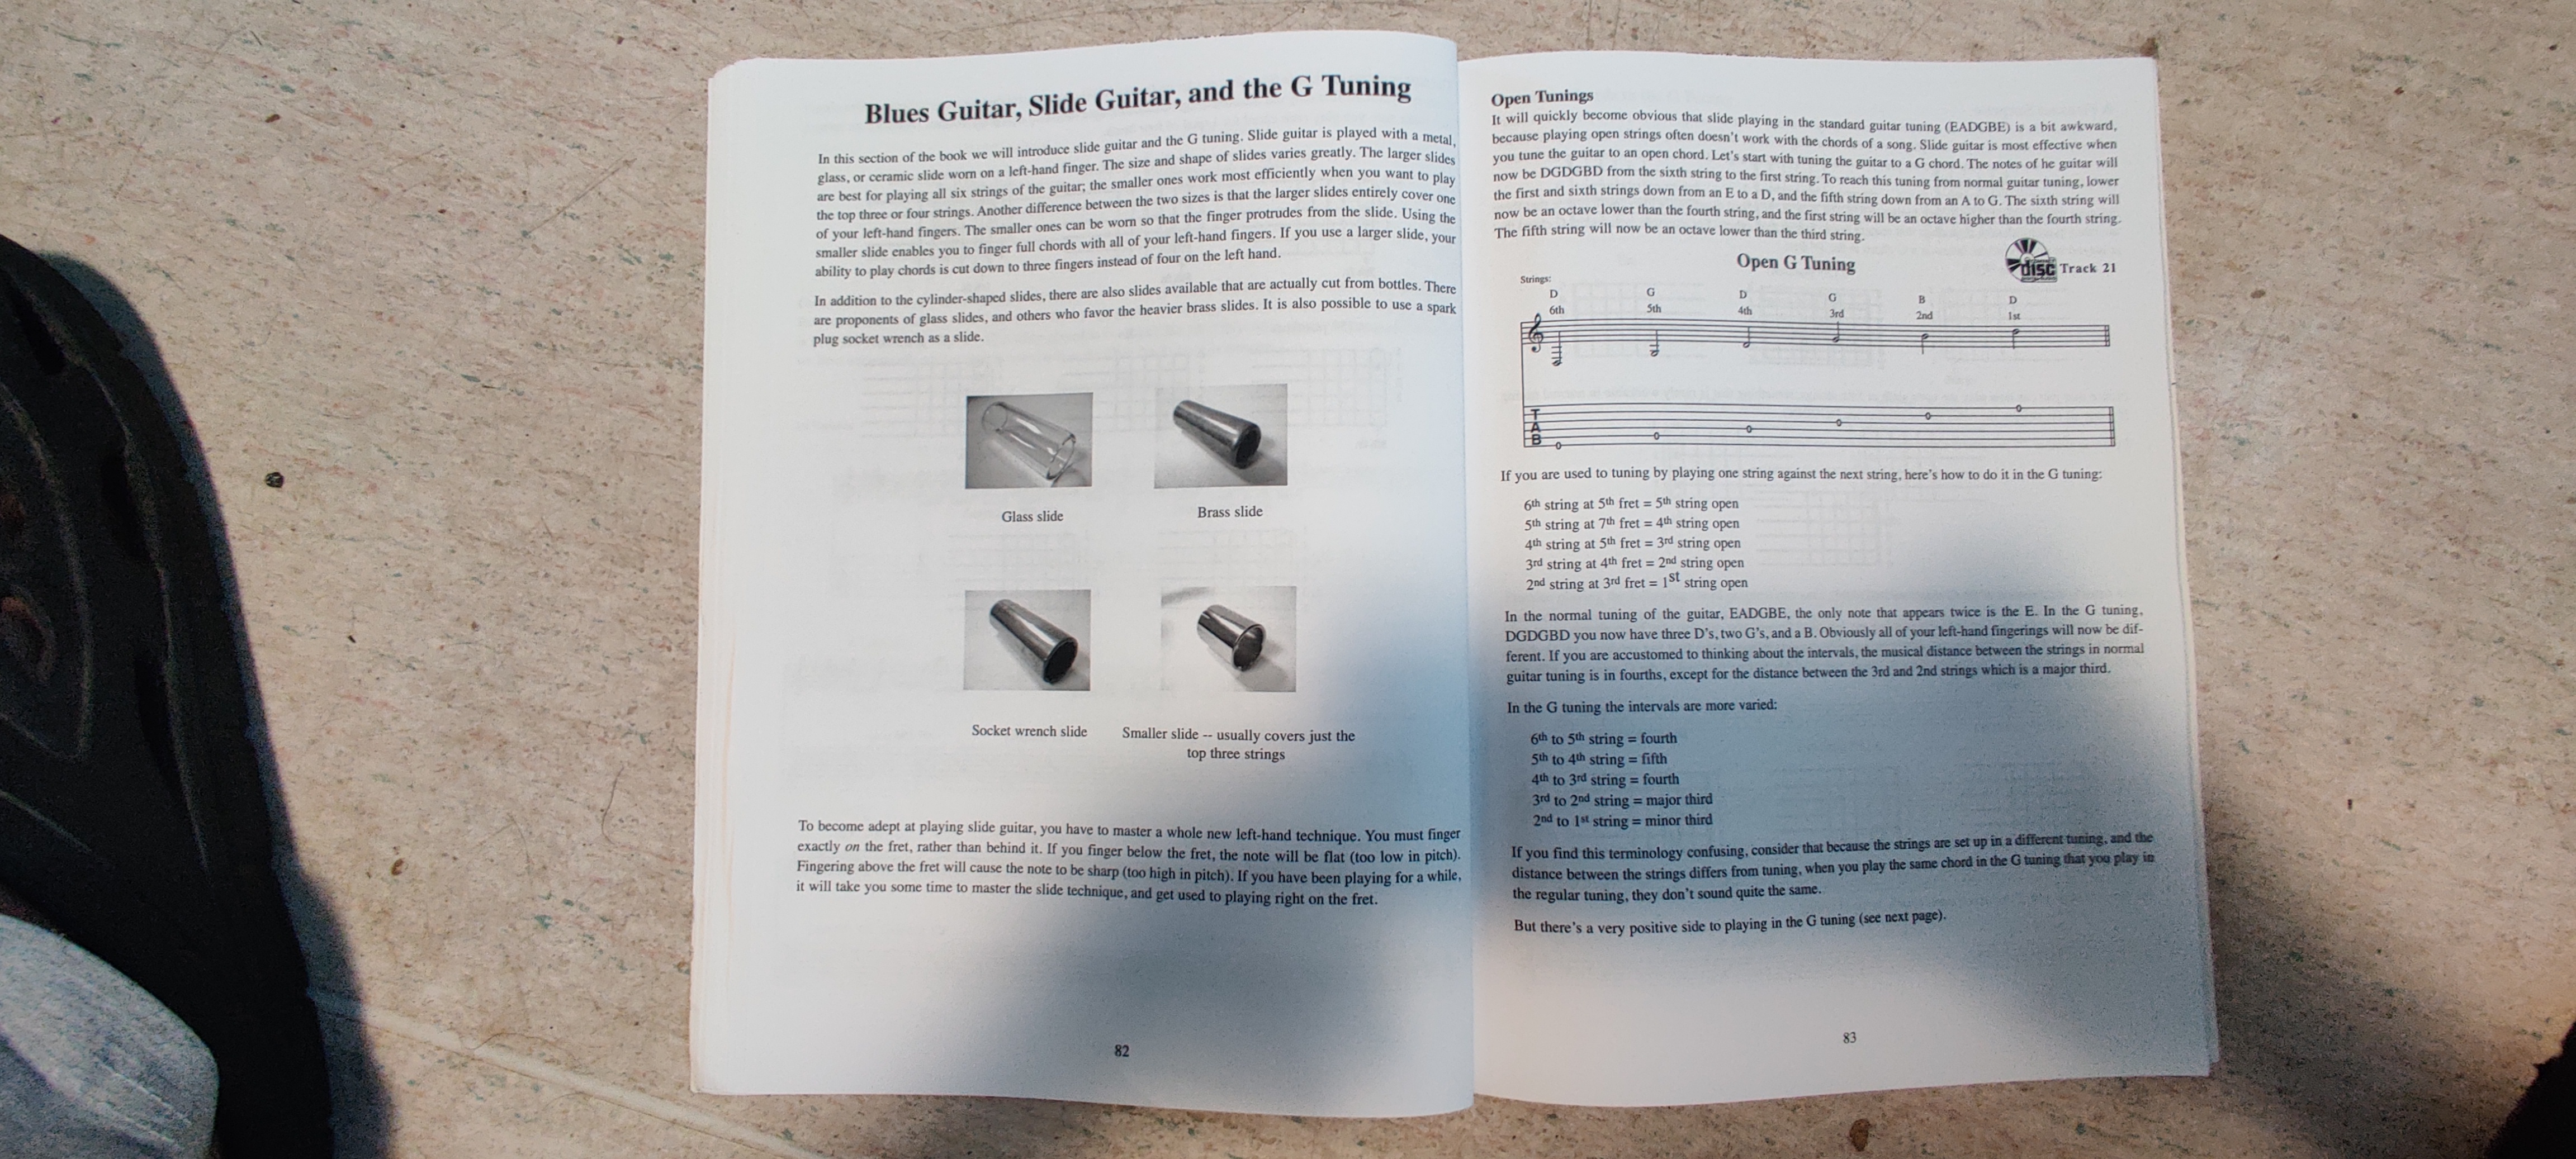 Blues Guitar, Slide Guitar, and the G Tuning
In this section of the book we will introduce slide guitar and the G tuning. Slide guitar is played with a metal,
glass, or ceramic slide worn on a left-hand finger. The size and shape of slides varies greatly. The larger slides
are best for playing all six strings of the guitar; the smaller ones work most efficiently when you want to play
the top three or four strings. Another difference between the two sizes is that the larger slides entirely cover one
of your left-hand fingers. The smaller ones can be worn so that the finger protrudes from the slide. Using the
smaller slide enables you to finger full chords with all of your left-hand fingers. If you use a larger slide, your
ability to play chords is cut down to three fingers instead of four on the left hand.
In addition to the cylinder-shaped slides, there are also slides available that are actually cut from bottles. There
are proponents of glass slides, and others who favor the heavier brass slides. It is also possible to use a spark
plug socket wrench as a slide.
Glass slide
Brass slide
Socket wrench slide
Smaller slide -- usually covers just the
top three strings
To become adept at playing slide guitar, you have to master a whole new left-hand technique. You must finger
exactly on the fret, rather than behind it. If you finger below the fret, the note will be flat (too low in pitch).
Fingering above the fret will cause the note to be sharp (too high in pitch). If you have been playing for a while,
it will take you some time to master the slide technique, and get used to playing right on the fret.
82
Open Tunings
It will quickly become obvious that slide playing in the standard guitar tuning (EADGBE) is a bit awkward,
because playing open strings often doesn't work with the chords of a song. Slide guitar is most effective when
you tune the guitar to an open chord. Let's start with tuning the guitar to a G chord. The notes of he guitar will
now be DGDGBD from the sixth string to the first string. To reach this tuning from normal guitar tuning, lower
the first and sixth strings down from an E to a D, and the fifth string down from an A to G. The sixth string will
now be an octave lower than the fourth string, and the first string will be an octave higher than the fourth string.
The fifth string will now be an octave lower than the third string.
Open G Tuning
disc Track 21
D G D G B D
Strings: 6th 5th 4th 3rd 2nd 1st
T
A
B
If you are used to tuning by playing one string against the next string, here's how to do it in the G tuning:
6th string at 5th fret = 5th string open
5th string at 7th fret = 4th string open
4th string at 5th fret = 3rd string open
3rd string at 4th fret = 2nd string open
2nd string at 3rd fret = 1st string open
In the normal tuning of the guitar, EADGBE, the only note that appears twice is the E. In the G tuning,
DGDGBD you now have three D's, two G's, and a B. Obviously all of your left-hand fingerings will now be dif-
ferent. If you are accustomed to thinking about the intervals, the musical distance between the strings in normal
guitar tuning is in fourths, except for the distance between the 3rd and 2nd strings which is a major third.
In the G tuning the intervals are more varied:
6th to 5th string = fourth
5th to 4th string = fifth
4th to 3rd string = fourth
3rd to 2nd string = major third
2nd to 1st string = minor third
If you find this terminology confusing, consider that because the strings are set up in a different tuning, and the
distance between the strings differs from tuning, when you play the same chord in the G tuning that you play in
the regular tuning, they don't sound quite the same.
But there's a very positive side to playing in the G tuning (see next page).
83